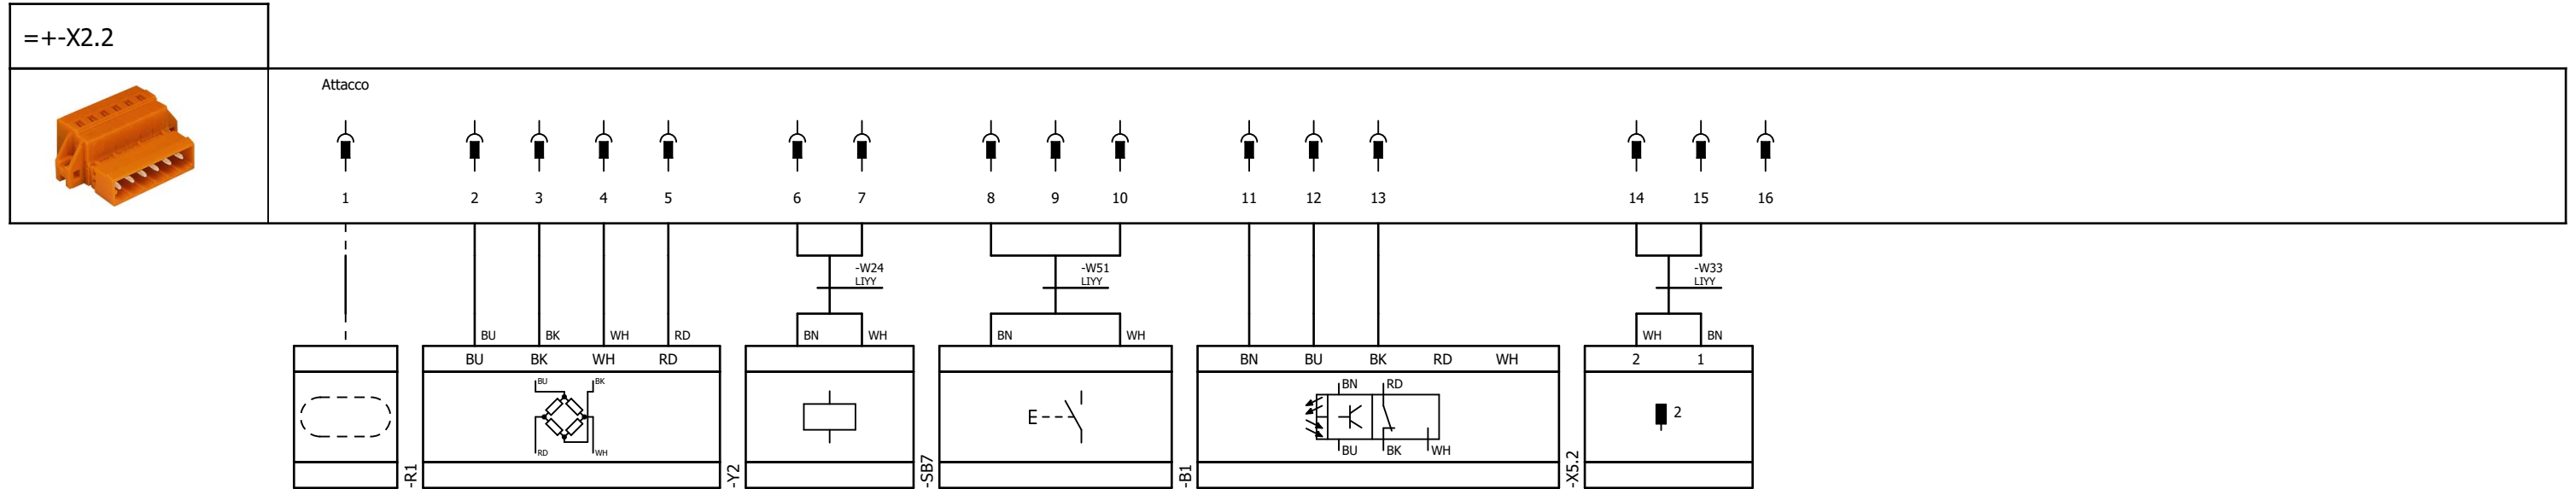 =+-X2.2
Attacco
1 2 3 4 5 6 7 8 9 10 11 12 13 14 15 16
-W24
LIYY
-W51
LIYY
-W33
LIYY
BU BK WH RD BN WH BN WH WH BN
BU BK WH RD BN BU BK RD WH 2 1
BU BK
RD WH
E
BN RD
BU BK WH
2
-R1
-Y2
-SB7
-B1
-X5.2